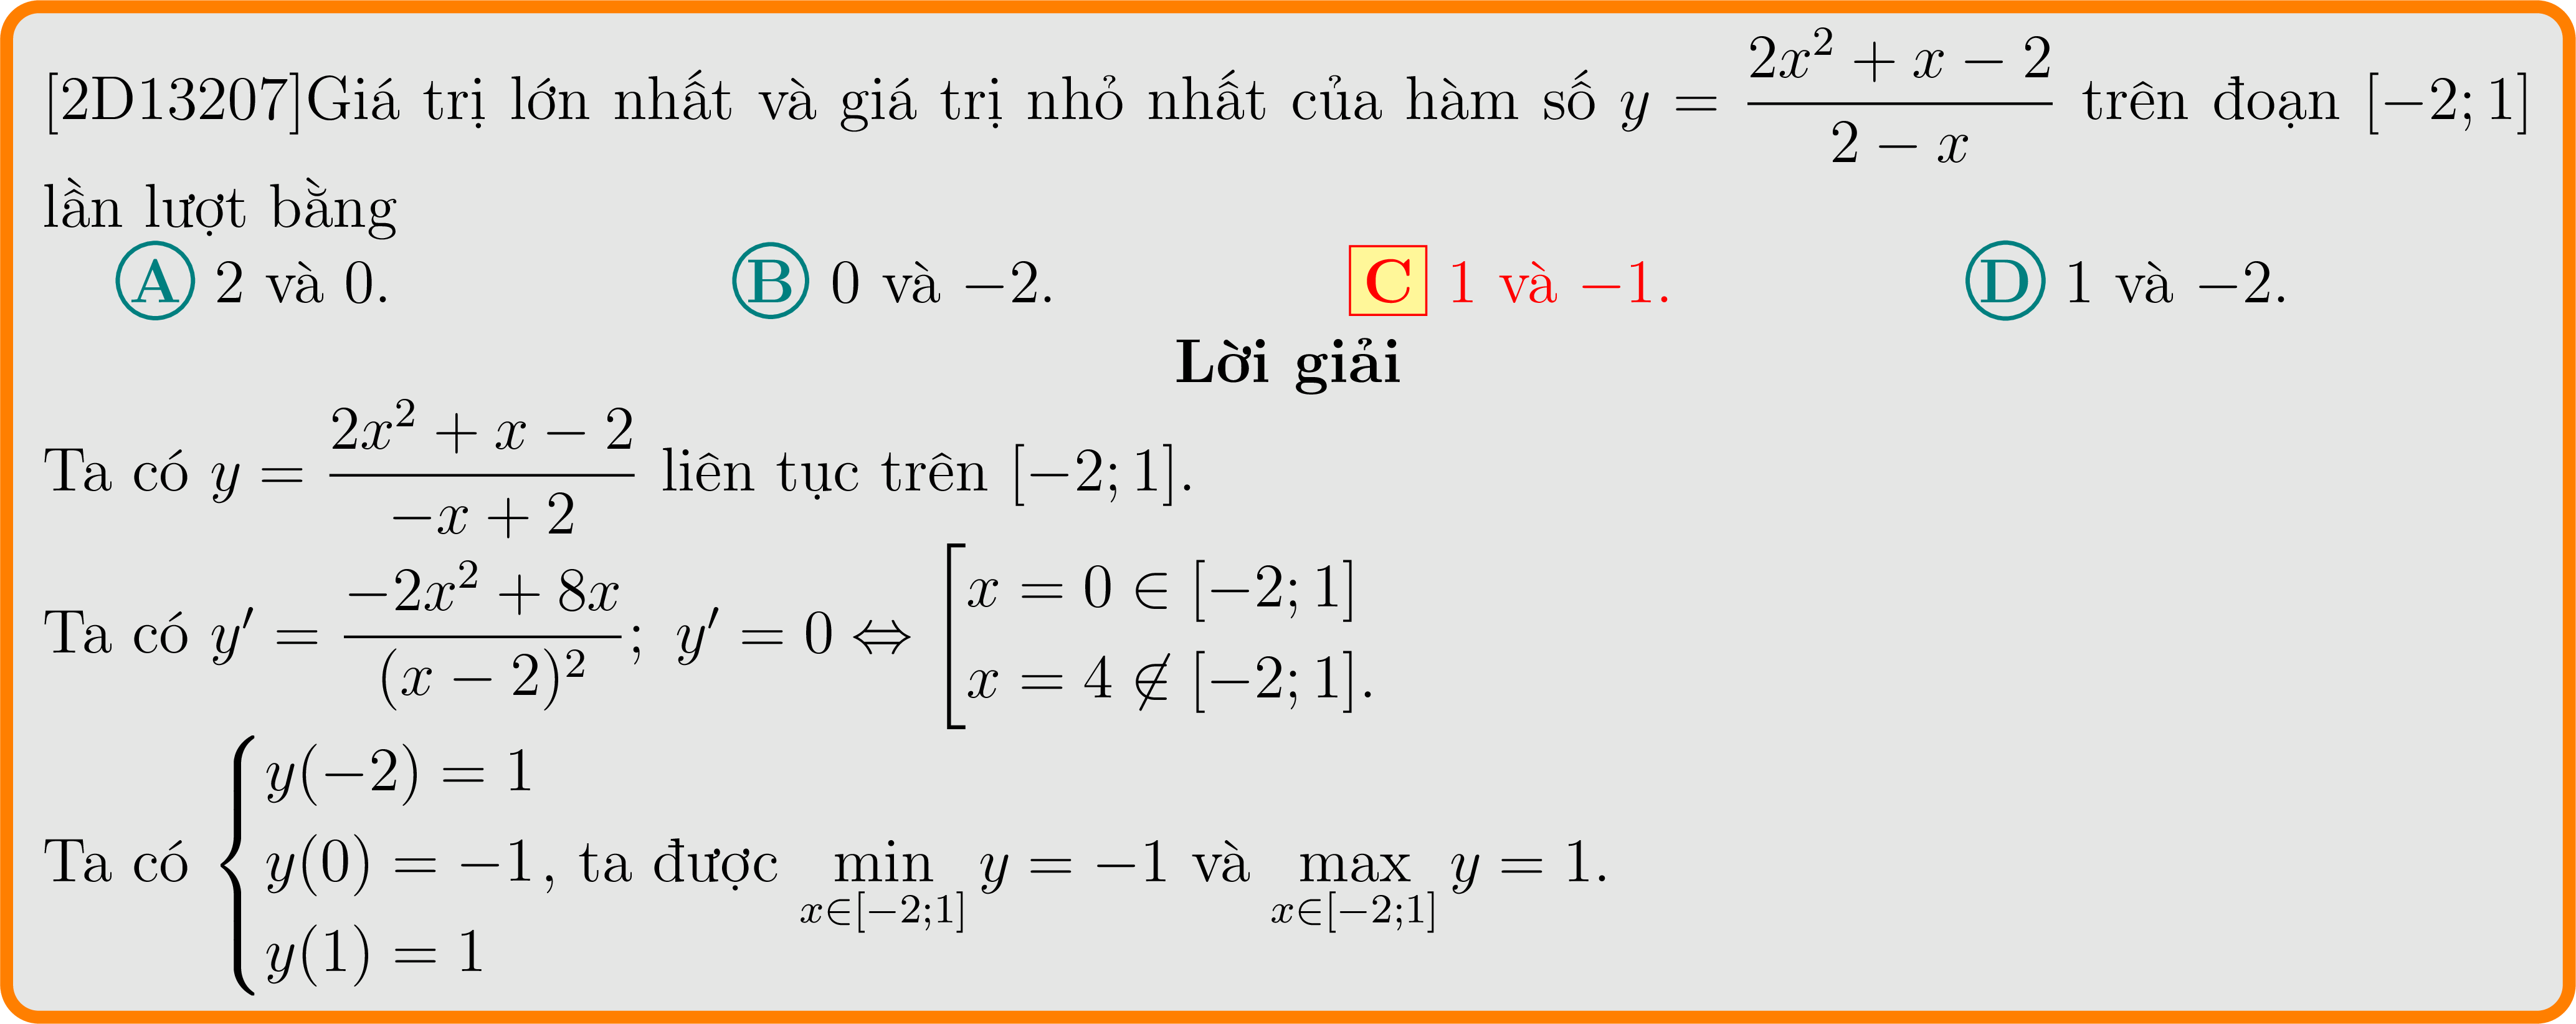 [2D13207]Giá trị lớn nhất và giá trị nhỏ nhất của hàm số $y = \dfrac{2x^2 + x - 2}{2 - x}$ trên đoạn $[-2; 1]$
lần lượt bằng
Ⓐ 2 và 0. Ⓑ 0 và −2. C 1 và −1. Ⓓ 1 và −2.
Lời giải
Ta có $y = \dfrac{2x^2 + x - 2}{-x + 2}$ liên tục trên $[-2; 1]$.
Ta có $y' = \dfrac{-2x^2 + 8x}{(x - 2)^2}$; $y' = 0 \Leftrightarrow \left[\begin{array}{l} x = 0 \in [-2; 1] \\ x = 4 \notin [-2; 1]. \end{array}\right.$
Ta có $\begin{cases} y(-2) = 1 \\ y(0) = -1 \\ y(1) = 1 \end{cases}$, ta được $\min\limits_{x \in [-2;1]} y = -1$ và $\max\limits_{x \in [-2;1]} y = 1$.